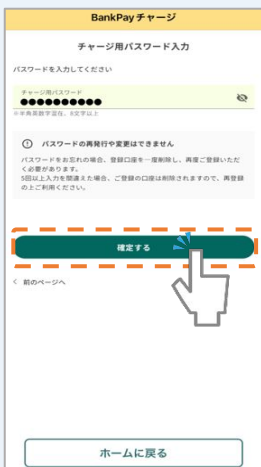 BankPay チャージ
チャージ用パスワード入力
パスワードを入力してください
チャージ用パスワード
●●●●●●●●●●
※半角英数字混在、8文字以上
パスワードの再発行や変更はできません
パスワードをお忘れの場合、登録口座を一度削除し、再度ご登録いただ
く必要があります。
5回以上入力を間違えた場合、ご登録の口座は削除されますので、再登録
の上ご利用ください。
確定する
< 前のページへ
ホームに戻る